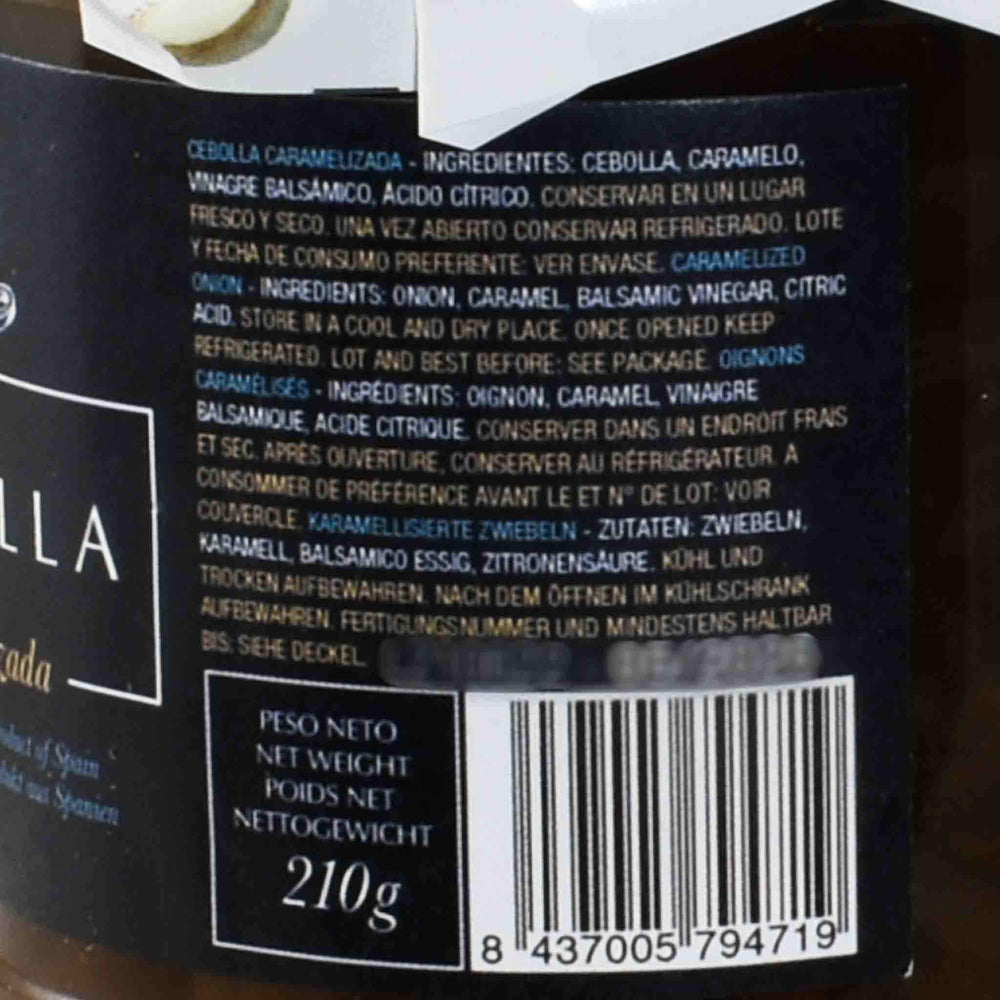 CEBOLLA CARAMELIZADA - INGREDIENTES: CEBOLLA, CARAMELO,
VINAGRE BALSÁMICO, ÁCIDO CÍTRICO. CONSERVAR EN UN LUGAR
FRESCO Y SECO. UNA VEZ ABIERTO CONSERVAR REFRIGERADO. LOTE
Y FECHA DE CONSUMO PREFERENTE: VER ENVASE. CARAMELIZED
ONION - INGREDIENTS: ONION, CARAMEL, BALSAMIC VINEGAR, CITRIC
ACID. STORE IN A COOL AND DRY PLACE. ONCE OPENED KEEP
REFRIGERATED. LOT AND BEST BEFORE: SEE PACKAGE. OIGNONS
CARAMÉLISÉS - INGRÉDIENTS: OIGNON, CARAMEL, VINAIGRE
BALSAMIQUE, ACIDE CITRIQUE. CONSERVER DANS UN ENDROIT FRAIS
ET SEC. APRÈS OUVERTURE, CONSERVER AU RÉFRIGÉRATEUR. A
CONSOMMER DE PRÉFÉRENCE AVANT LE ET Nº DE LOT: VOIR
COUVERCLE. KARAMELLISIERTE ZWIEBELN - ZUTATEN: ZWIEBELN,
KARAMELL, BALSAMICO ESSIG, ZITRONENSÄURE. KÜHL UND
TROCKEN AUFBEWAHREN. NACH DEM ÖFFNEN IM KÜHLSCHRANK
AUFBEWAHREN. FERTIGUNGSNUMMER UND MINDESTENS HALTBAR
BIS: SIEHE DECKEL.
LLA
zada
of Spain
aus Spanien
PESO NETO
NET WEIGHT
POIDS NET
NETTOGEWICHT
210g
8 437005 794719